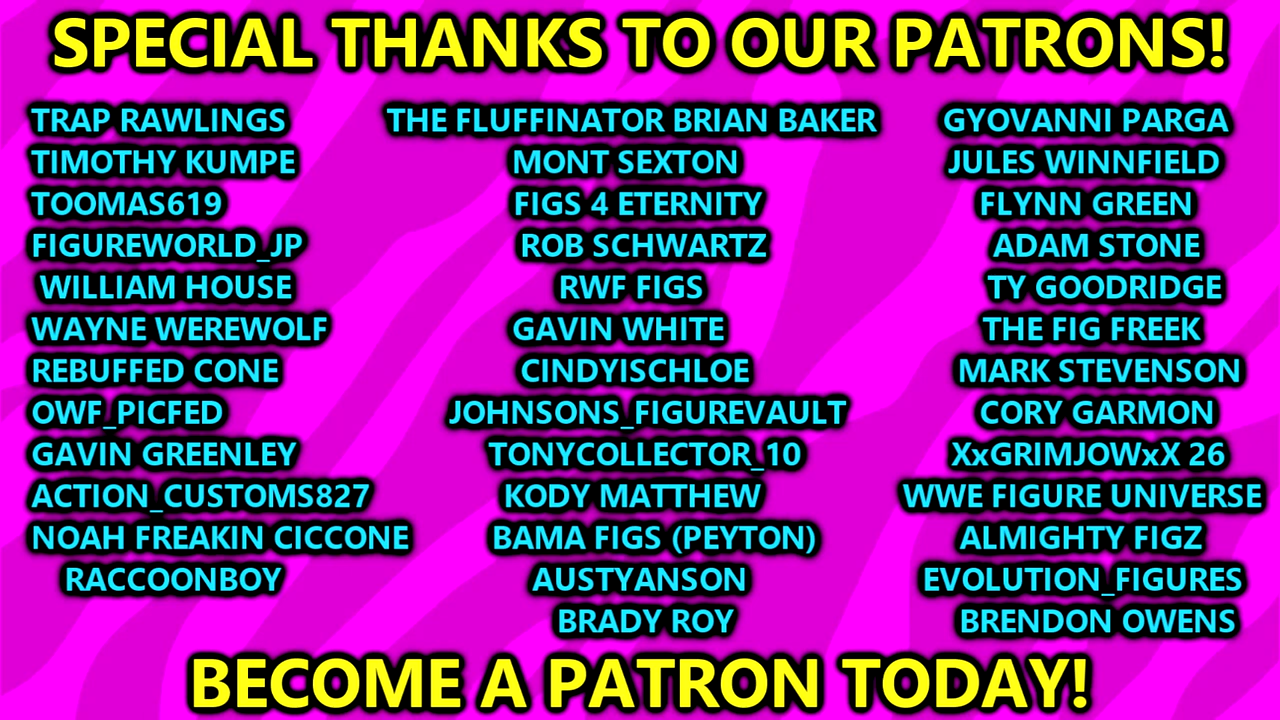 SPECIAL THANKS TO OUR PATRONS!
TRAP RAWLINGS
TIMOTHY KUMPE
TOOMAS619
FIGUREWORLD_JP
WILLIAM HOUSE
WAYNE WEREWOLF
REBUFFED CONE
OWF_PICFED
GAVIN GREENLEY
ACTION_CUSTOMS827
NOAH FREAKIN CICCONE
RACCOONBOY
THE FLUFFINATOR BRIAN BAKER
MONT SEXTON
FIGS 4 ETERNITY
ROB SCHWARTZ
RWF FIGS
GAVIN WHITE
CINDYISCHLOE
JOHNSONS_FIGUREVAULT
TONYCOLLECTOR_10
KODY MATTHEW
BAMA FIGS (PEYTON)
AUSTYANSON
BRADY ROY
GYOVANNI PARGA
JULES WINNFIELD
FLYNN GREEN
ADAM STONE
TY GOODRIDGE
THE FIG FREEK
MARK STEVENSON
CORY GARMON
XxGRIMJOWxX 26
WWE FIGURE UNIVERSE
ALMIGHTY FIGZ
EVOLUTION_FIGURES
BRENDON OWENS
BECOME A PATRON TODAY!